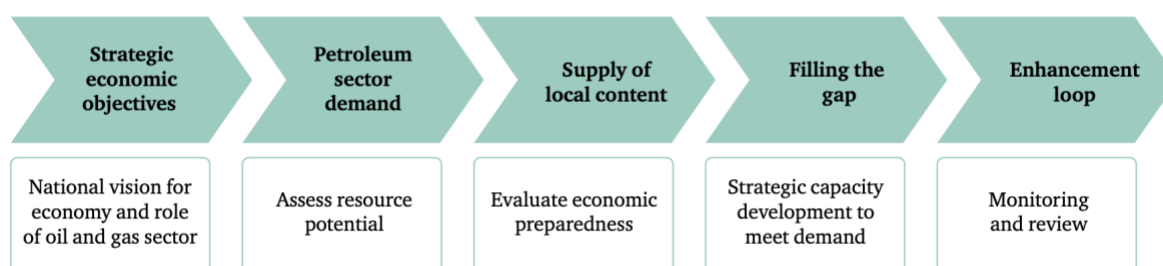 Strategic
economic
objectives
Petroleum
sector
demand
Supply of
local content
Filling the
gap
Enhancement
loop
National vision for
economy and role
of oil and gas sector
Assess resource
potential
Evaluate economic
preparedness
Strategic capacity
development to
meet demand
Monitoring
and review